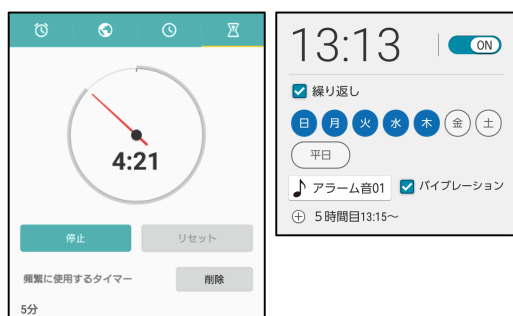 4:21
停止
リセット
頻繁に使用するタイマー
削除
5分
13:13
ON
繰り返し
日 月 火 水 木 金 土
平日
アラーム音01
バイブレーション
5時間目13:15～